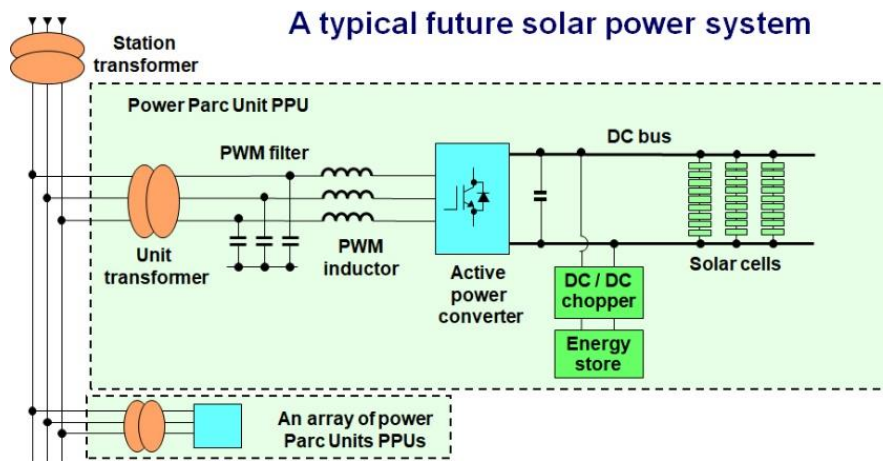 A typical future solar power system
Station
transformer
Power Parc Unit PPU
PWM filter
DC bus
Unit
transformer
PWM
inductor
Active
power
converter
DC / DC
chopper
Solar cells
Energy
store
An array of power
Parc Units PPUs